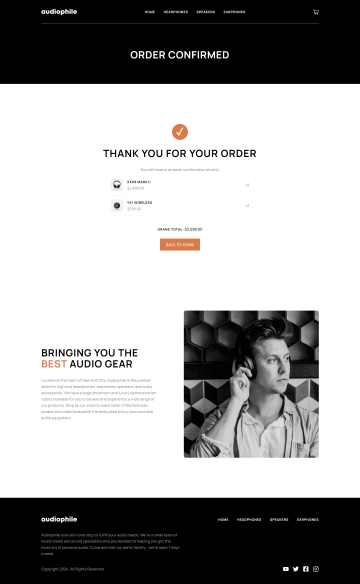 audiophile
HOME HEADPHONES SPEAKERS EARPHONES
ORDER CONFIRMED
THANK YOU FOR YOUR ORDER
You will receive an email confirmation shortly.
XX99 MARK II
YX1 WIRELESS
GRAND TOTAL:
BACK TO HOME
BRINGING YOU THE
BEST AUDIO GEAR
Located at the heart of New York City, Audiophile is the premier
store for high end headphones, earphones, speakers, and audio
accessories. We have a large showroom and luxury demonstration
rooms available for you to browse and experience a wide range of
our products. Stop by our store to meet some of the fantastic
people who make Audiophile the best place to buy your portable
audio equipment.
audiophile
HOME HEADPHONES SPEAKERS EARPHONES
Audiophile is an all in one stop to fulfill your audio needs. We're a small team of
music lovers and sound specialists who are devoted to helping you get the
most out of personal audio. Come and visit our demo facility - we're open 7 days
a week.
Copyright 2024. All Rights Reserved